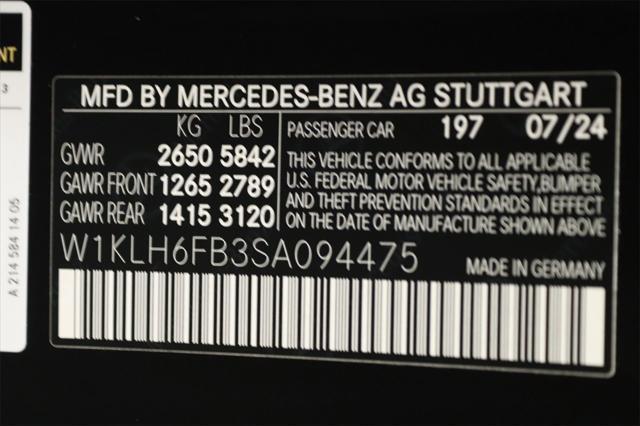 NT
3
A 214 584 14 05
MFD BY MERCEDES-BENZ AG STUTTGART
KG LBS
GVWR 2650 5842
GAWR FRONT 1265 2789
GAWR REAR 1415 3120
PASSENGER CAR 197 07/24
THIS VEHICLE CONFORMS TO ALL APPLICABLE
U.S. FEDERAL MOTOR VEHICLE SAFETY,BUMPER
AND THEFT PREVENTION STANDARDS IN EFFECT
ON THE DATE OF MANUFACTURE SHOWN ABOVE
W1KLH6FB3SA094475
MADE IN GERMANY